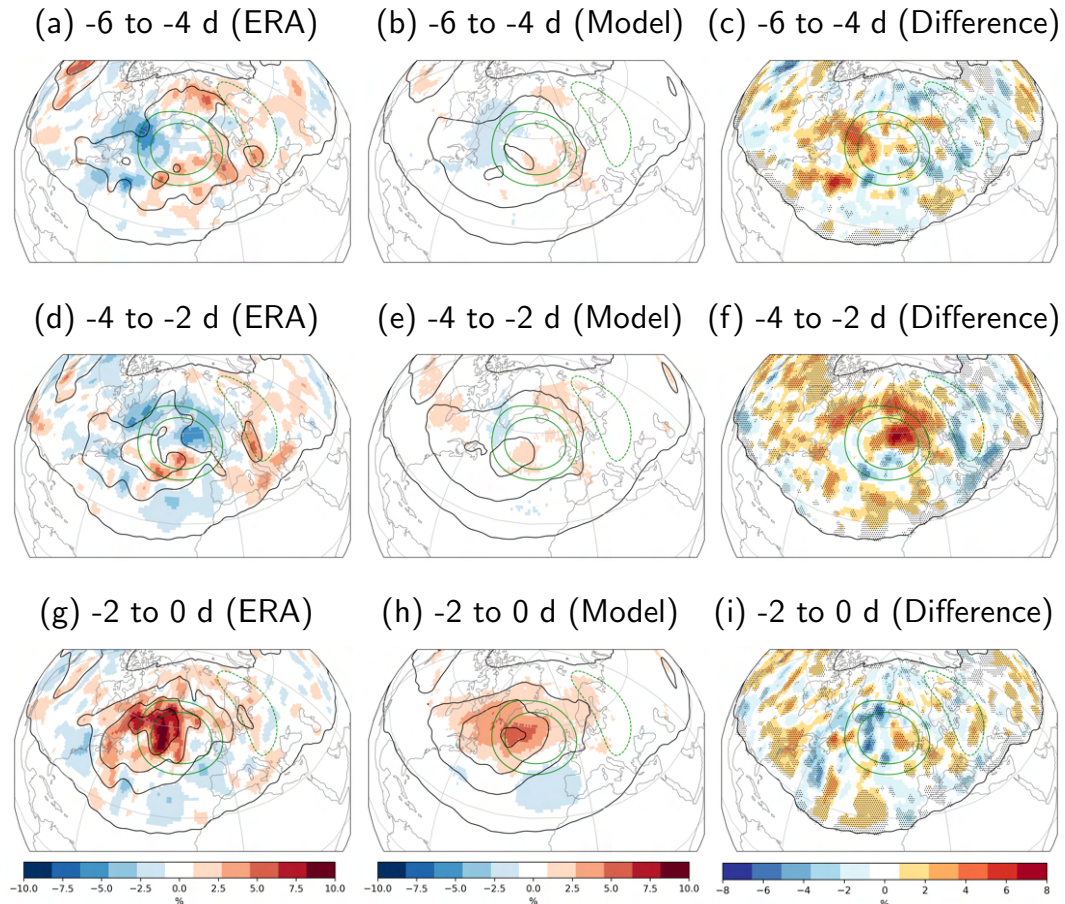 (a) -6 to -4 d (ERA) (b) -6 to -4 d (Model) (c) -6 to -4 d (Difference)
(d) -4 to -2 d (ERA) (e) -4 to -2 d (Model) (f) -4 to -2 d (Difference)
(g) -2 to 0 d (ERA) (h) -2 to 0 d (Model) (i) -2 to 0 d (Difference)
−10.0 −7.5 −5.0 −2.5 0.0 2.5 5.0 7.5 10.0 −10.0 −7.5 −5.0 −2.5 0.0 2.5 5.0 7.5 10.0 −8 −6 −4 −2 0 2 4 6 8
% % %